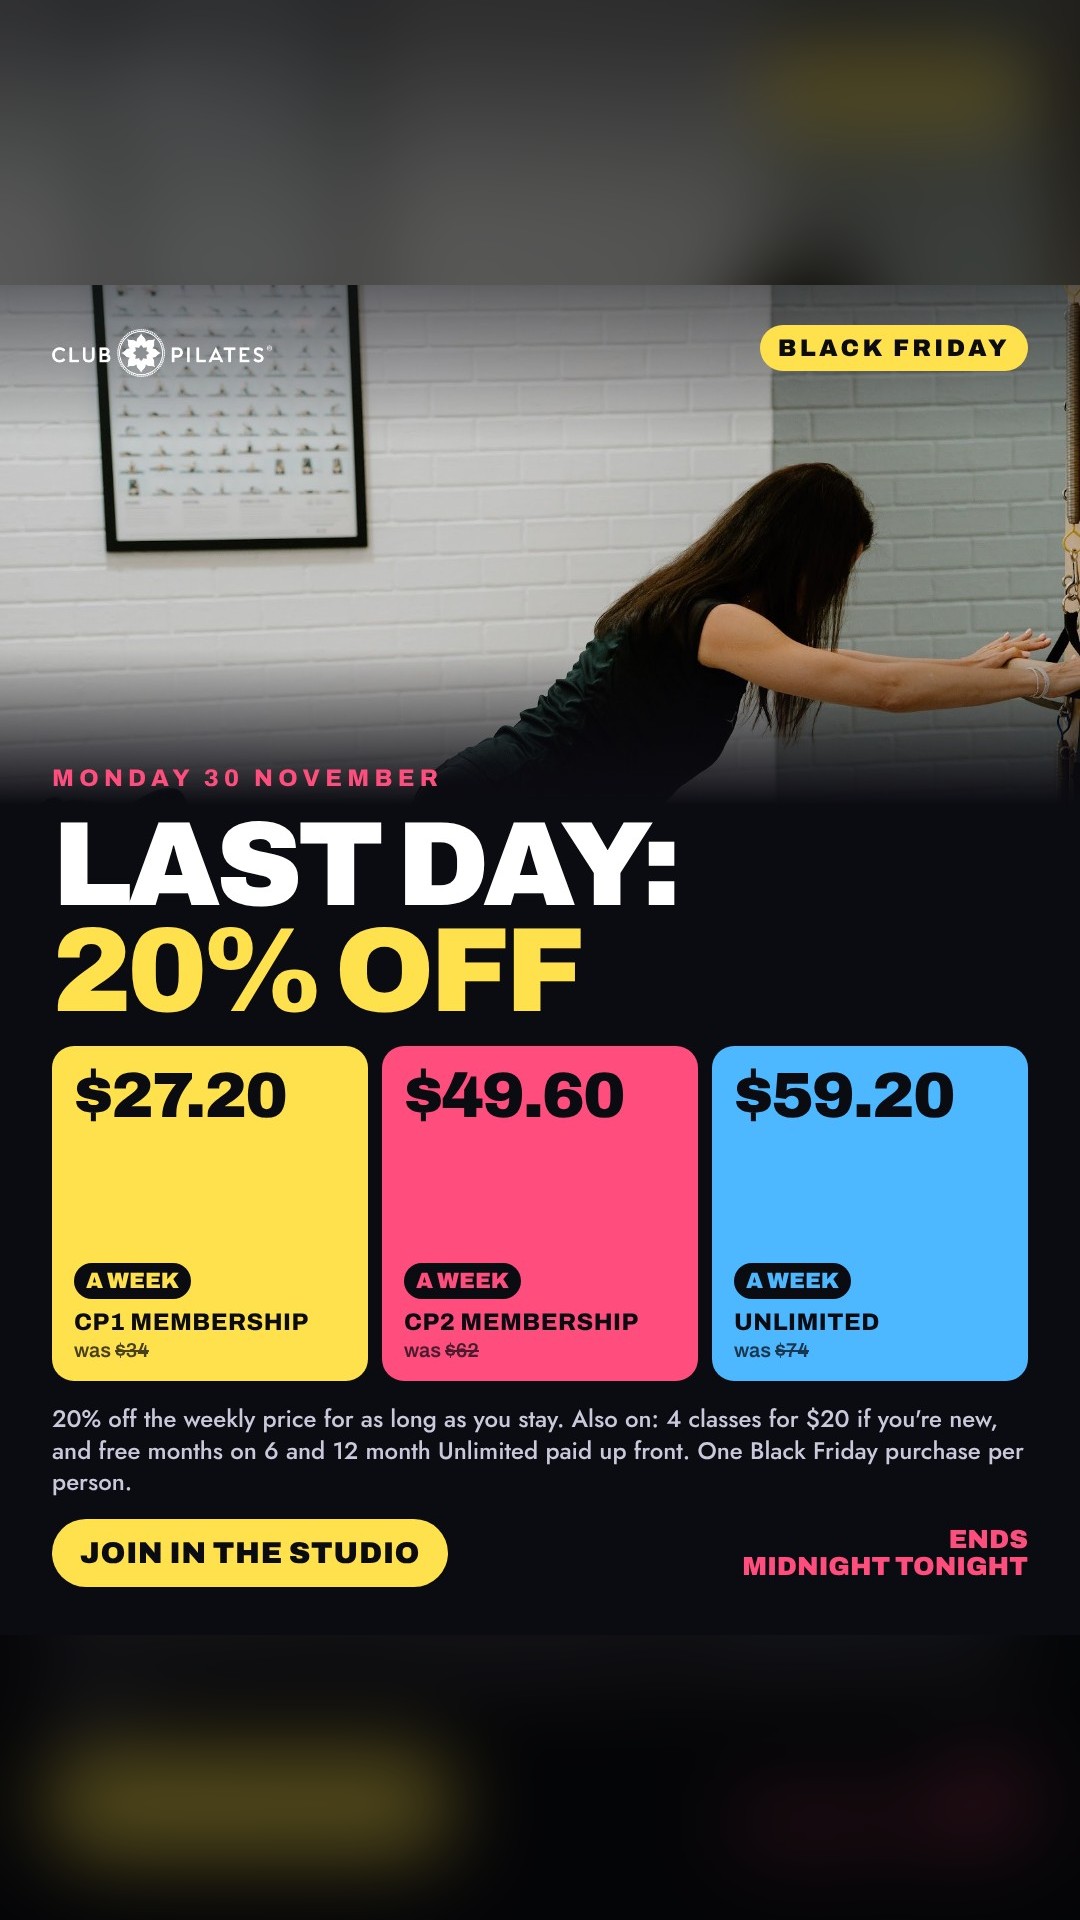 CLUB PILATES®
BLACK FRIDAY
MONDAY 30 NOVEMBER
LAST DAY:
20% OFF
$27.20
A WEEK
CP1 MEMBERSHIP
was $34
$49.60
A WEEK
CP2 MEMBERSHIP
was $62
$59.20
A WEEK
UNLIMITED
was $74
20% off the weekly price for as long as you stay. Also on: 4 classes for $20 if you're new,
and free months on 6 and 12 month Unlimited paid up front. One Black Friday purchase per
person.
JOIN IN THE STUDIO
ENDS
MIDNIGHT TONIGHT